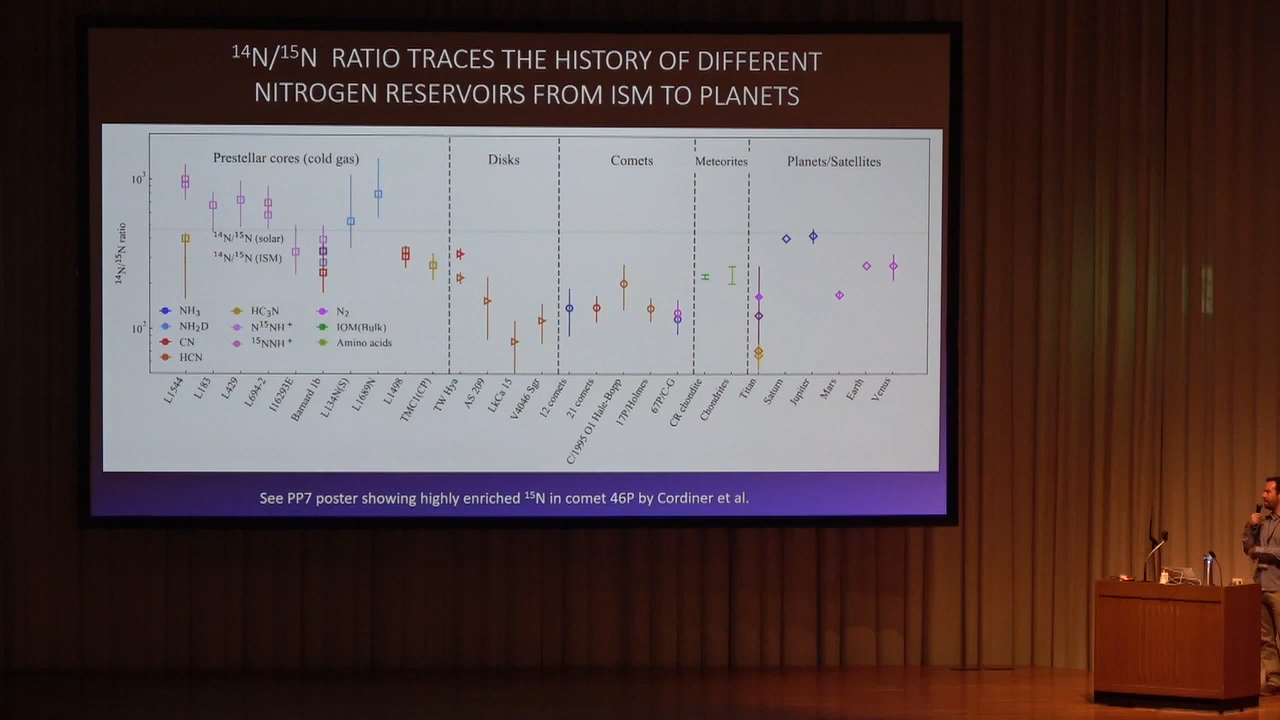 ¹⁴N/¹⁵N RATIO TRACES THE HISTORY OF DIFFERENT
NITROGEN RESERVOIRS FROM ISM TO PLANETS
Prestellar cores (cold gas)
Disks
Comets
Meteorites
Planets/Satellites
10³
10²
¹⁴N/¹⁵N ratio
¹⁴N/¹⁵N (solar)
¹⁴N/¹⁵N (ISM)
NH₃
NH₂D
CN
HCN
HC₃N
N¹⁵NH⁺
¹⁵NNH⁺
N₂
IOM(Bulk)
Amino acids
L1544
L183
L429
L694-2
I16293E
Barnard 1b
L134N(S)
L1689N
L1498
TMC1(CP)
TW Hya
AS 209
LkCa 15
V4046 Sgr
12 comets
21 comets
C/1995 O1 Hale-Bopp
17P/Holmes
67P/C-G
CR chondite
Chondrites
Titan
Saturn
Jupiter
Mars
Earth
Venus
See PP7 poster showing highly enriched ¹⁵N in comet 46P by Cordiner et al.